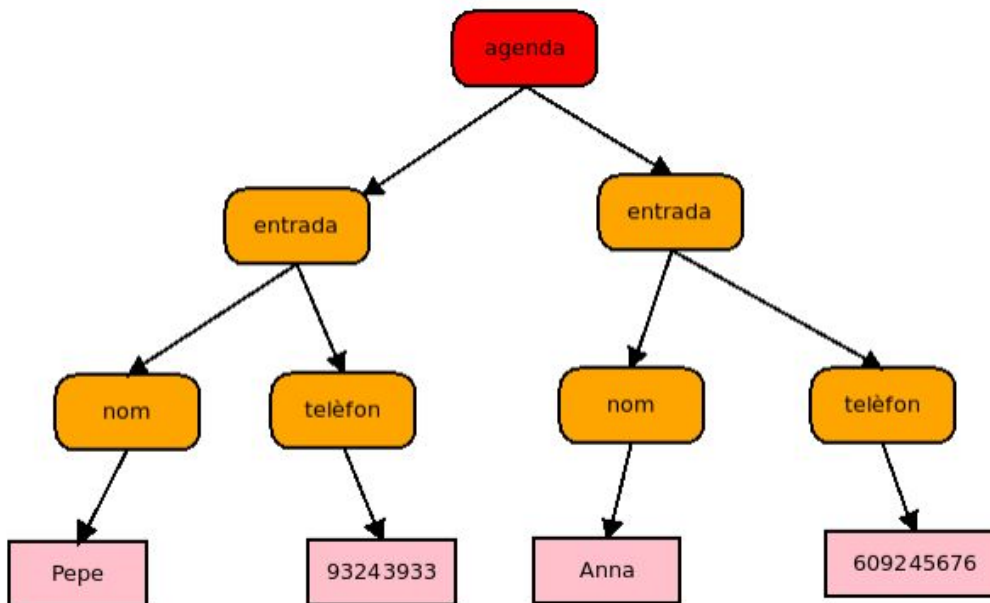 agenda
entrada
entrada
nom
telèfon
nom
telèfon
Pepe
93243933
Anna
609245676